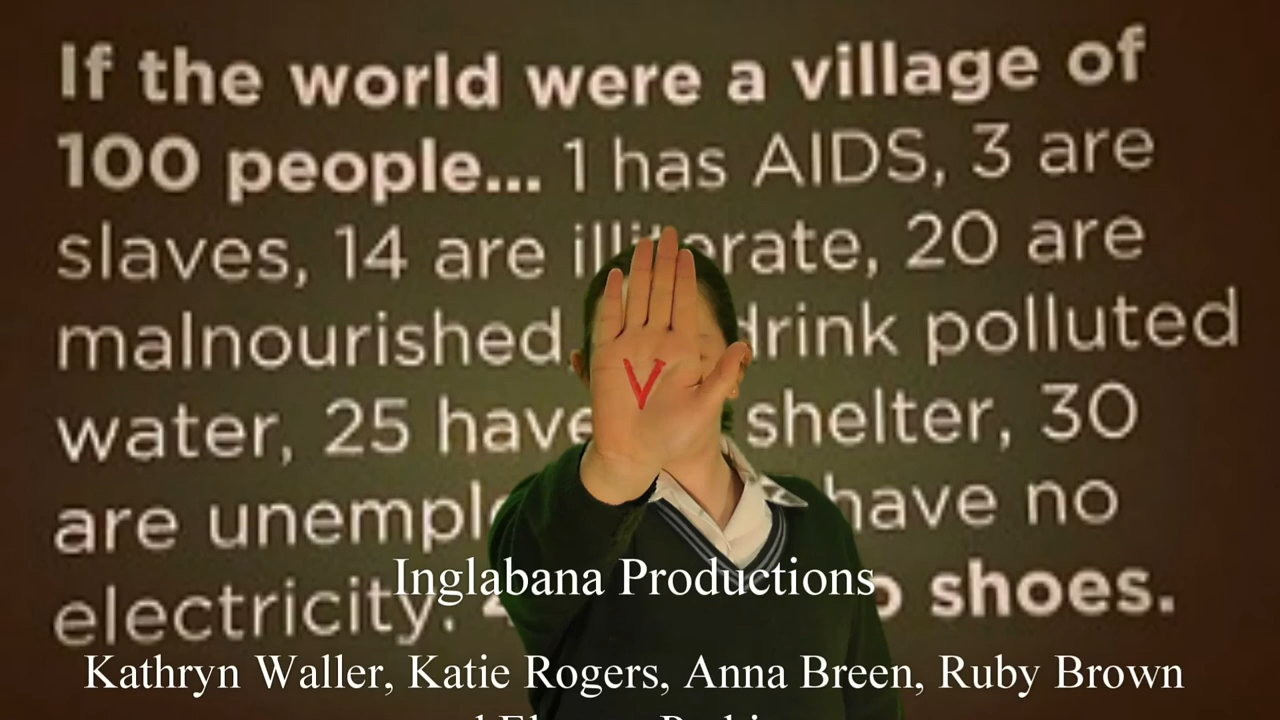 If the world were a village of
100 people... 1 has AIDS, 3 are
slaves, 14 are illiterate, 20 are
malnourished, drink polluted
water, 25 have shelter, 30
are unempl have no
electricity. shoes.
V
Inglabana Productions
Kathryn Waller, Katie Rogers, Anna Breen, Ruby Brown